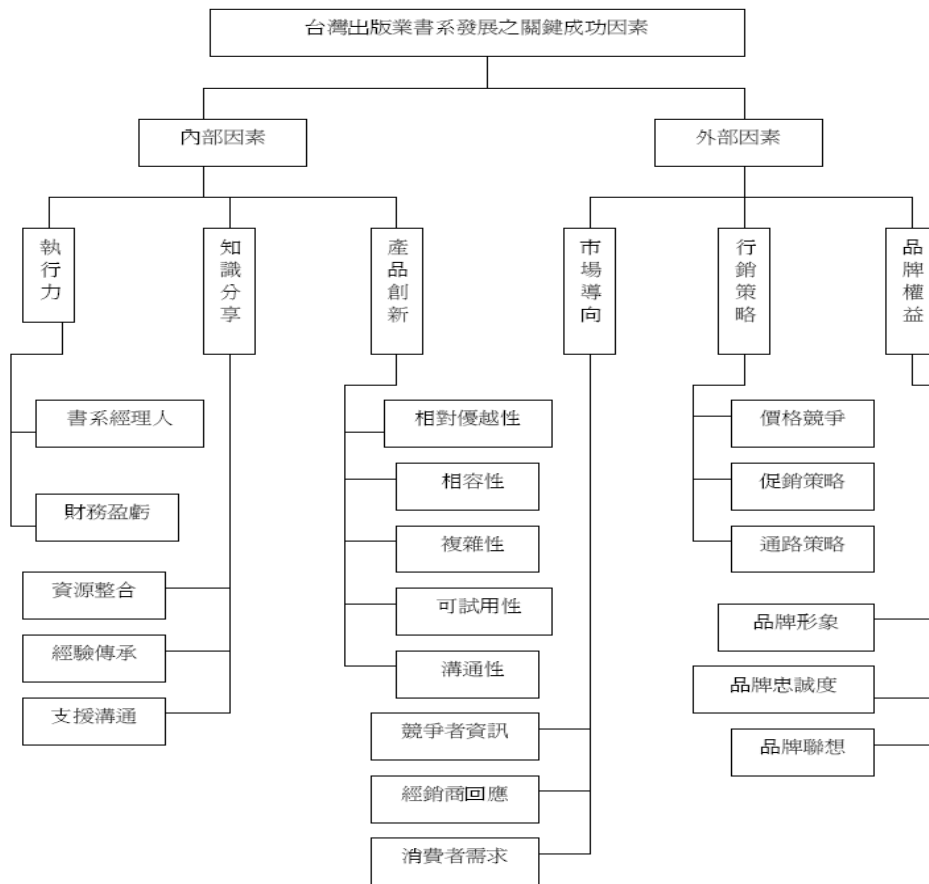 台灣出版業書系發展之關鍵成功因素
內部因素
外部因素
執行力
知識分享
產品創新
市場導向
行銷策略
品牌權益
書系經理人
財務盈虧
資源整合
經驗傳承
支援溝通
相對優越性
相容性
複雜性
可試用性
溝通性
競爭者資訊
經銷商回應
消費者需求
價格競爭
促銷策略
通路策略
品牌形象
品牌忠誠度
品牌聯想